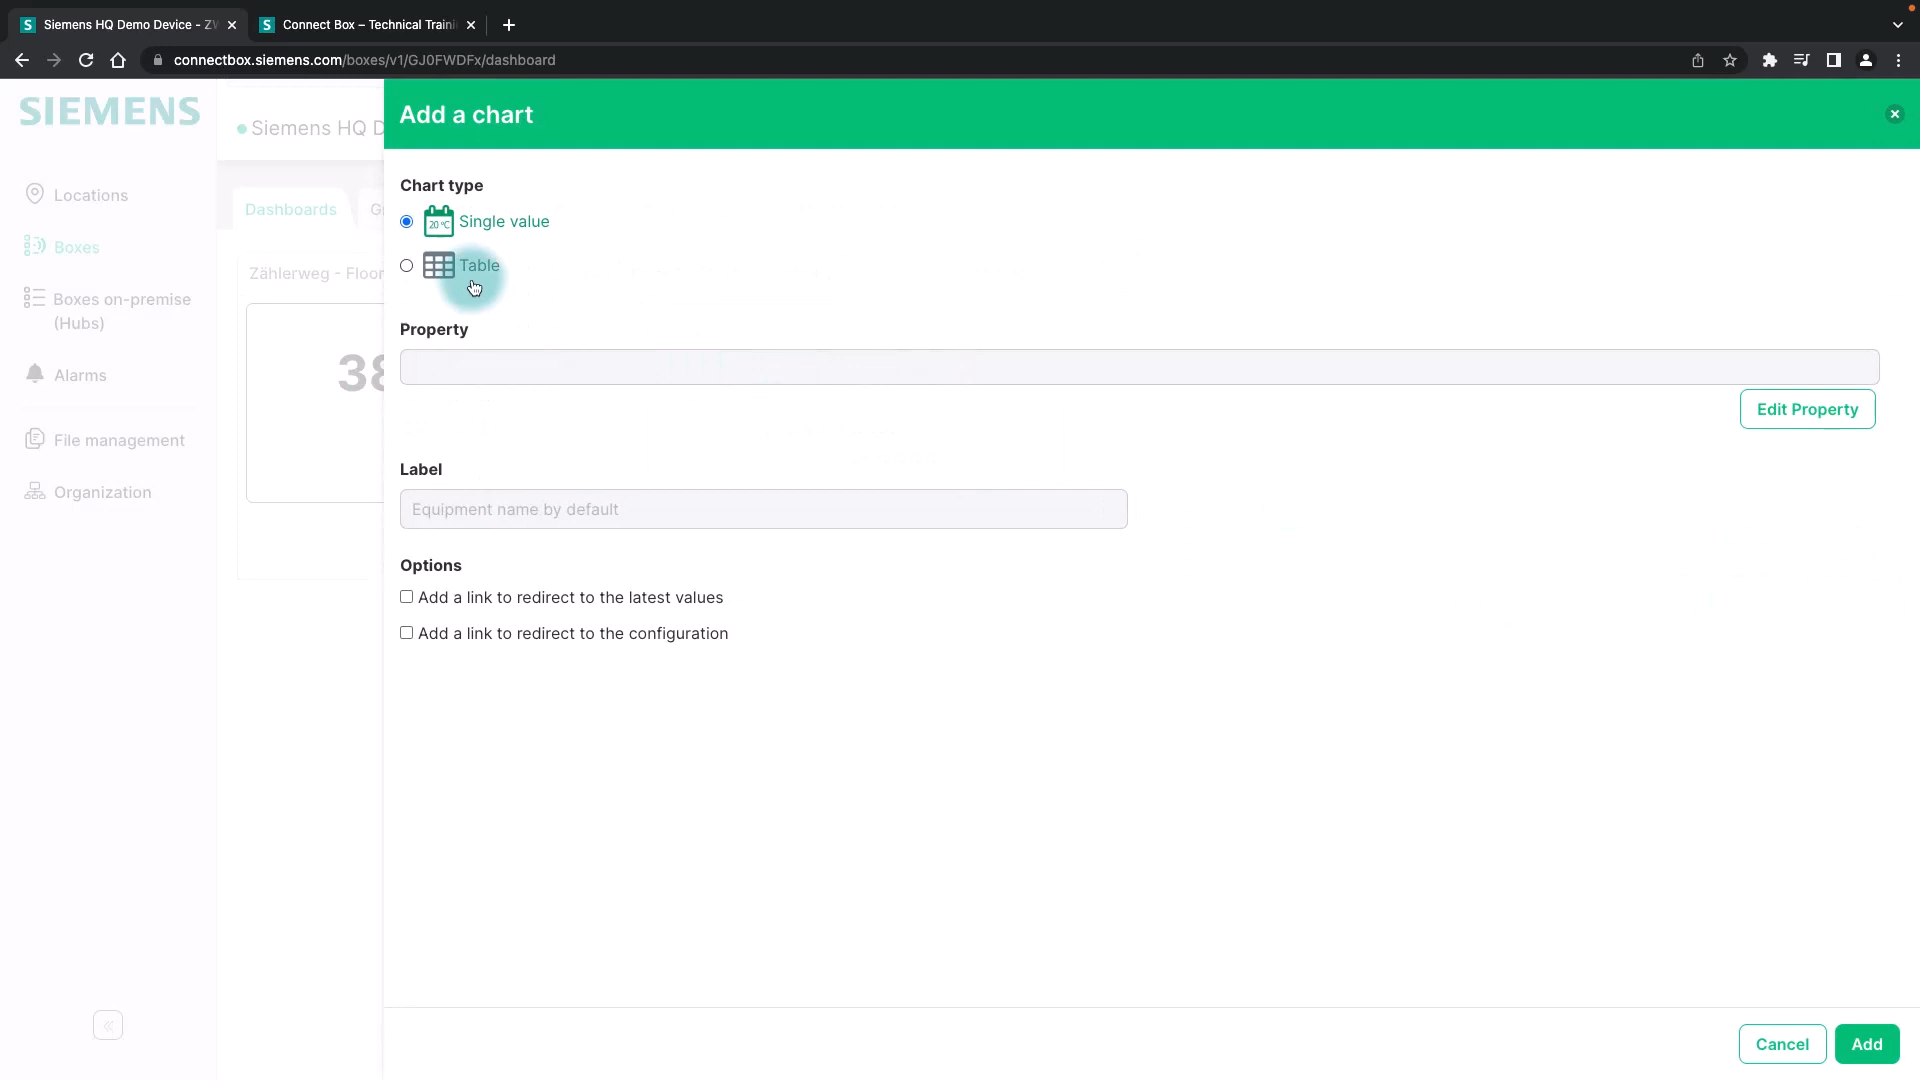 Siemens HQ Demo Device - ZW
Connect Box – Technical Traini
connectbox.siemens.com/boxes/v1/GJ0FWDFx/dashboard
SIEMENS
Siemens HQ D
Add a chart
Locations
Boxes
Boxes on-premise
(Hubs)
Alarms
File management
Organization
Dashboards
Gr
Zählerweg - Floor
38
Chart type
20 °C
Single value
Table
Property
Edit Property
Label
Equipment name by default
Options
Add a link to redirect to the latest values
Add a link to redirect to the configuration
Cancel
Add